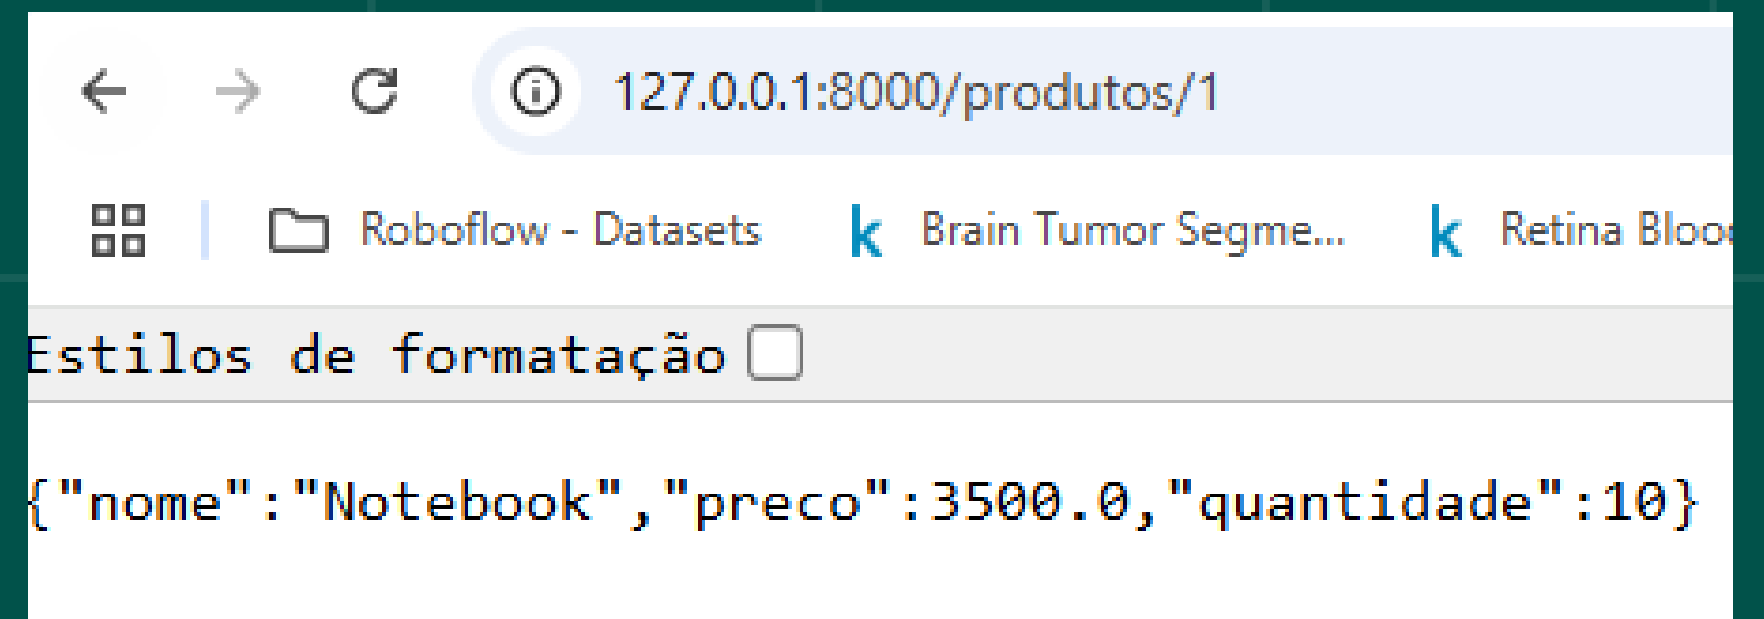 127.0.0.1:8000/produtos/1
Roboflow - Datasets k Brain Tumor Segme... k Retina Bloo
Estilos de formatação
{"nome":"Notebook","preco":3500.0,"quantidade":10}